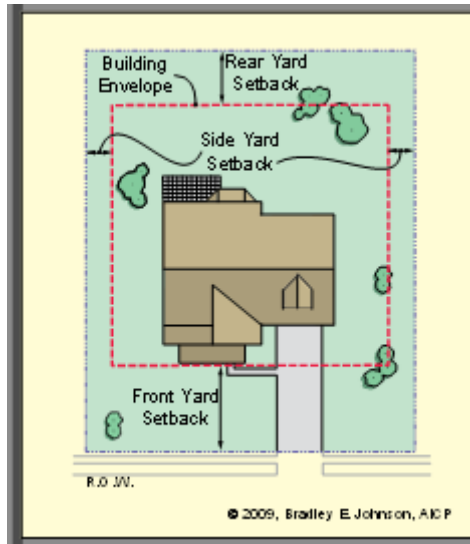 Building
Envelope
Rear Yard
Setback
Side Yard
Setback
Front Yard
Setback
R.O.W.
© 2009, Bradley E. Johnson, AICP